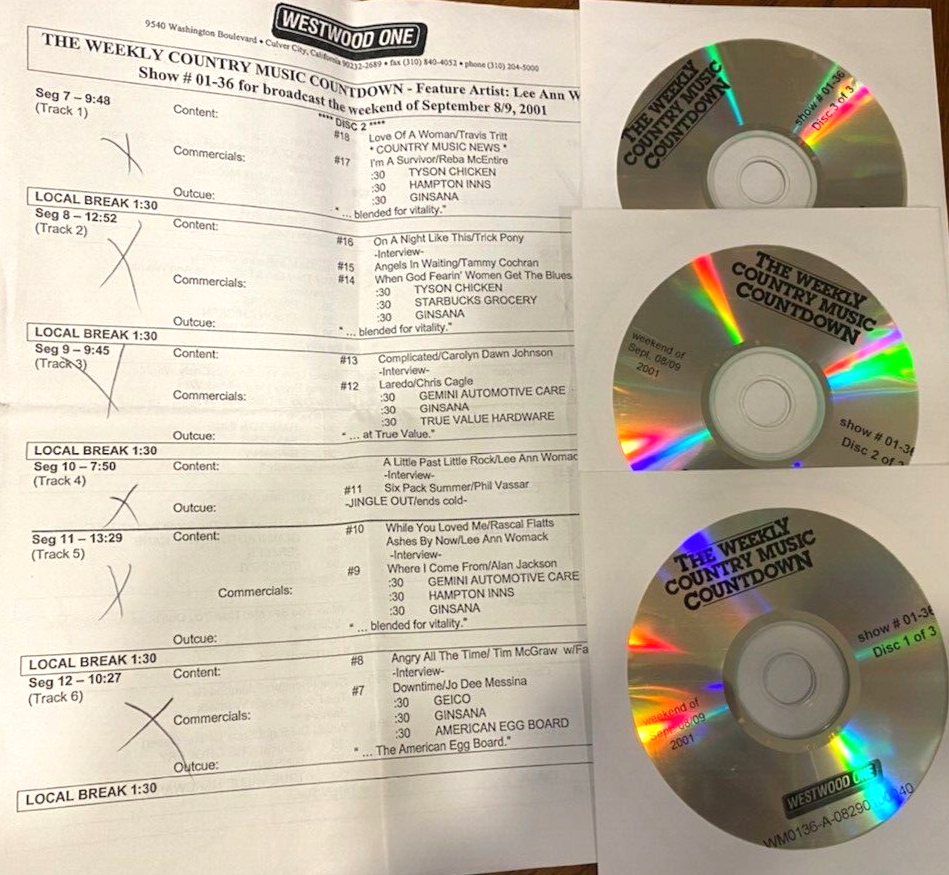 WESTWOOD ONE
9540 Washington Boulevard • Culver City, California 90232-2689 • fax (310) 840-4052 • phone (310) 204-5000
THE WEEKLY COUNTRY MUSIC COUNTDOWN - Feature Artist: Lee Ann W
Show # 01-36 for broadcast the weekend of September 8/9, 2001
**** DISC 2 ****
Seg 7 – 9:48
(Track 1)
Content:
#18 Love Of A Woman/Travis Tritt
* COUNTRY MUSIC NEWS *
#17 I'm A Survivor/Reba McEntire
Commercials:
:30 TYSON CHICKEN
:30 HAMPTON INNS
:30 GINSANA
Outcue: "... blended for vitality."
LOCAL BREAK 1:30
Seg 8 – 12:52
(Track 2)
Content:
#16 On A Night Like This/Trick Pony
-Interview-
#15 Angels In Waiting/Tammy Cochran
#14 When God Fearin' Women Get The Blues
Commercials:
:30 TYSON CHICKEN
:30 STARBUCKS GROCERY
:30 GINSANA
Outcue: "... blended for vitality."
LOCAL BREAK 1:30
Seg 9 – 9:45
(Track 3)
Content:
#13 Complicated/Carolyn Dawn Johnson
-Interview-
#12 Laredo/Chris Cagle
Commercials:
:30 GEMINI AUTOMOTIVE CARE
:30 GINSANA
:30 TRUE VALUE HARDWARE
Outcue: "... at True Value."
LOCAL BREAK 1:30
Seg 10 - 7:50
(Track 4)
Content:
A Little Past Little Rock/Lee Ann Womac
-Interview-
#11 Six Pack Summer/Phil Vassar
Outcue: -JINGLE OUT/ends cold-
Seg 11 – 13:29
(Track 5)
Content:
#10 While You Loved Me/Rascal Flatts
Ashes By Now/Lee Ann Womack
-Interview-
#9 Where I Come From/Alan Jackson
Commercials:
:30 GEMINI AUTOMOTIVE CARE
:30 HAMPTON INNS
:30 GINSANA
Outcue: "... blended for vitality."
LOCAL BREAK 1:30
Seg 12 – 10:27
(Track 6)
Content:
#8 Angry All The Time/ Tim McGraw w/Fa
-Interview-
#7 Downtime/Jo Dee Messina
Commercials:
:30 GEICO
:30 GINSANA
:30 AMERICAN EGG BOARD
Outcue: "... The American Egg Board."
LOCAL BREAK 1:30
THE WEEKLY
COUNTRY MUSIC
COUNTDOWN
show # 01-36
Disc 3 of 3
THE WEEKLY
COUNTRY MUSIC
COUNTDOWN
weekend of
Sept. 08/09
2001
show # 01-36
Disc 2 of 3
THE WEEKLY
COUNTRY MUSIC
COUNTDOWN
show # 01-36
Disc 1 of 3
weekend of
Sept. 08/09
2001
WESTWOOD ONE